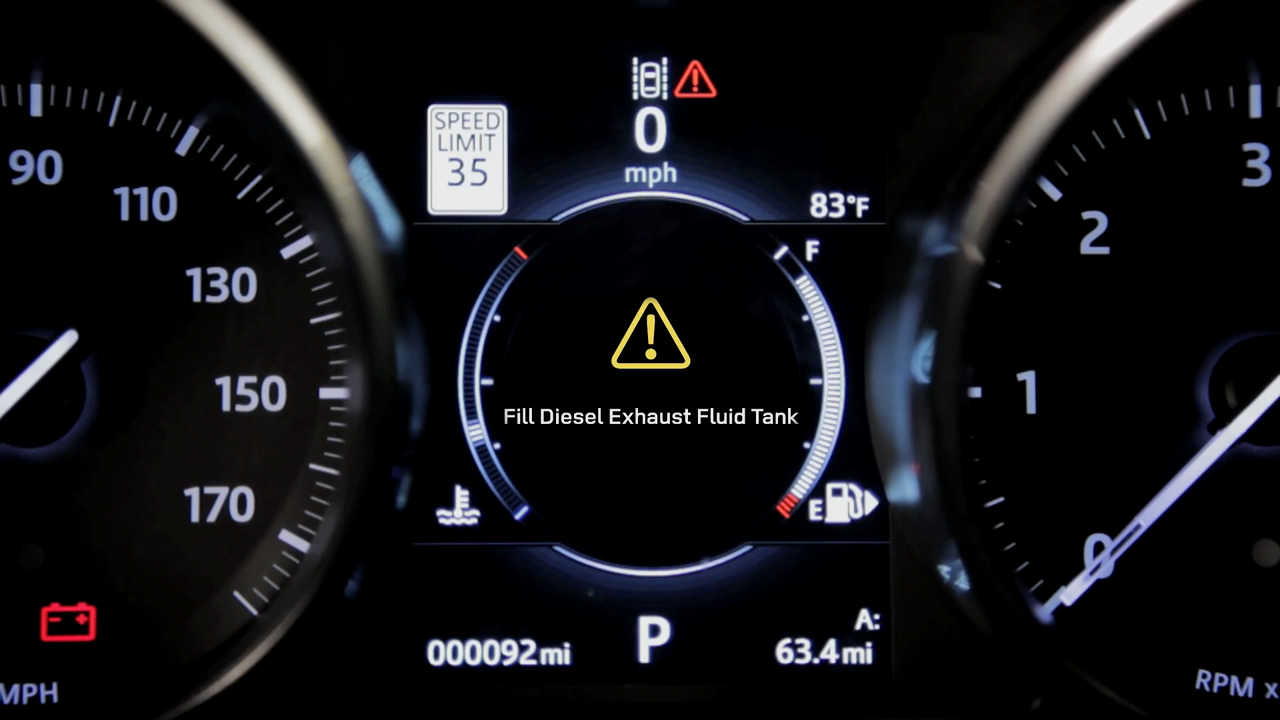 SPEED
LIMIT
35
0
mph
83°F
90
110
130
150
170
MPH
F
E
Fill Diesel Exhaust Fluid Tank
000092mi
P
A:
63.4mi
3
2
1
0
RPM x